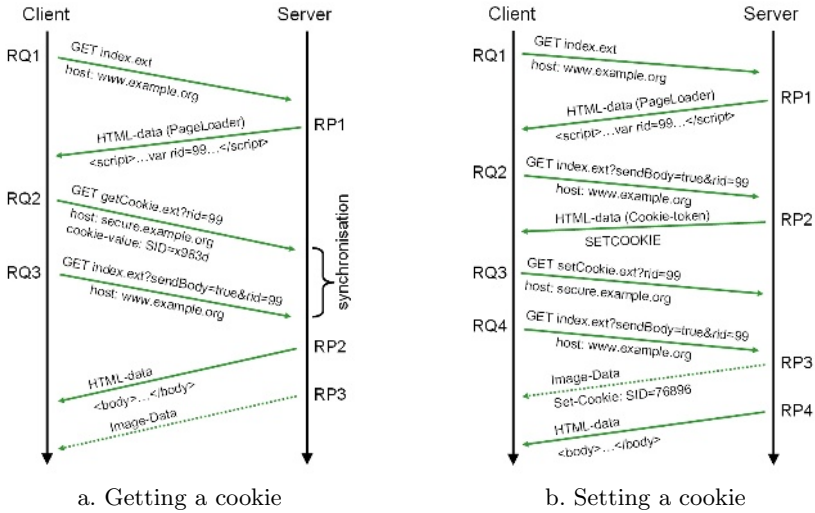 Client Server
RQ1
GET index.ext
host: www.example.org
RP1
HTML-data (PageLoader)
<script>...var rid=99...</script>
RQ2
GET getCookie.ext?rid=99
host: secure.example.org
cookie-value: SID=x983d
RQ3
GET index.ext?sendBody=true&rid=99
host: www.example.org
synchronisation
RP2
HTML-data
<body>...</body>
RP3
Image-Data
a. Getting a cookie
Client Server
RQ1
GET index.ext
host: www.example.org
RP1
HTML-data (PageLoader)
<script>...var rid=99...</script>
RQ2
GET index.ext?sendBody=true&rid=99
host: www.example.org
RP2
HTML-data (Cookie-token)
SETCOOKIE
RQ3
GET setCookie.ext?rid=99
host: secure.example.org
RQ4
GET index.ext?sendBody=true&rid=99
host: www.example.org
RP3
Image-Data
Set-Cookie: SID=76896
RP4
HTML-data
<body>...</body>
b. Setting a cookie